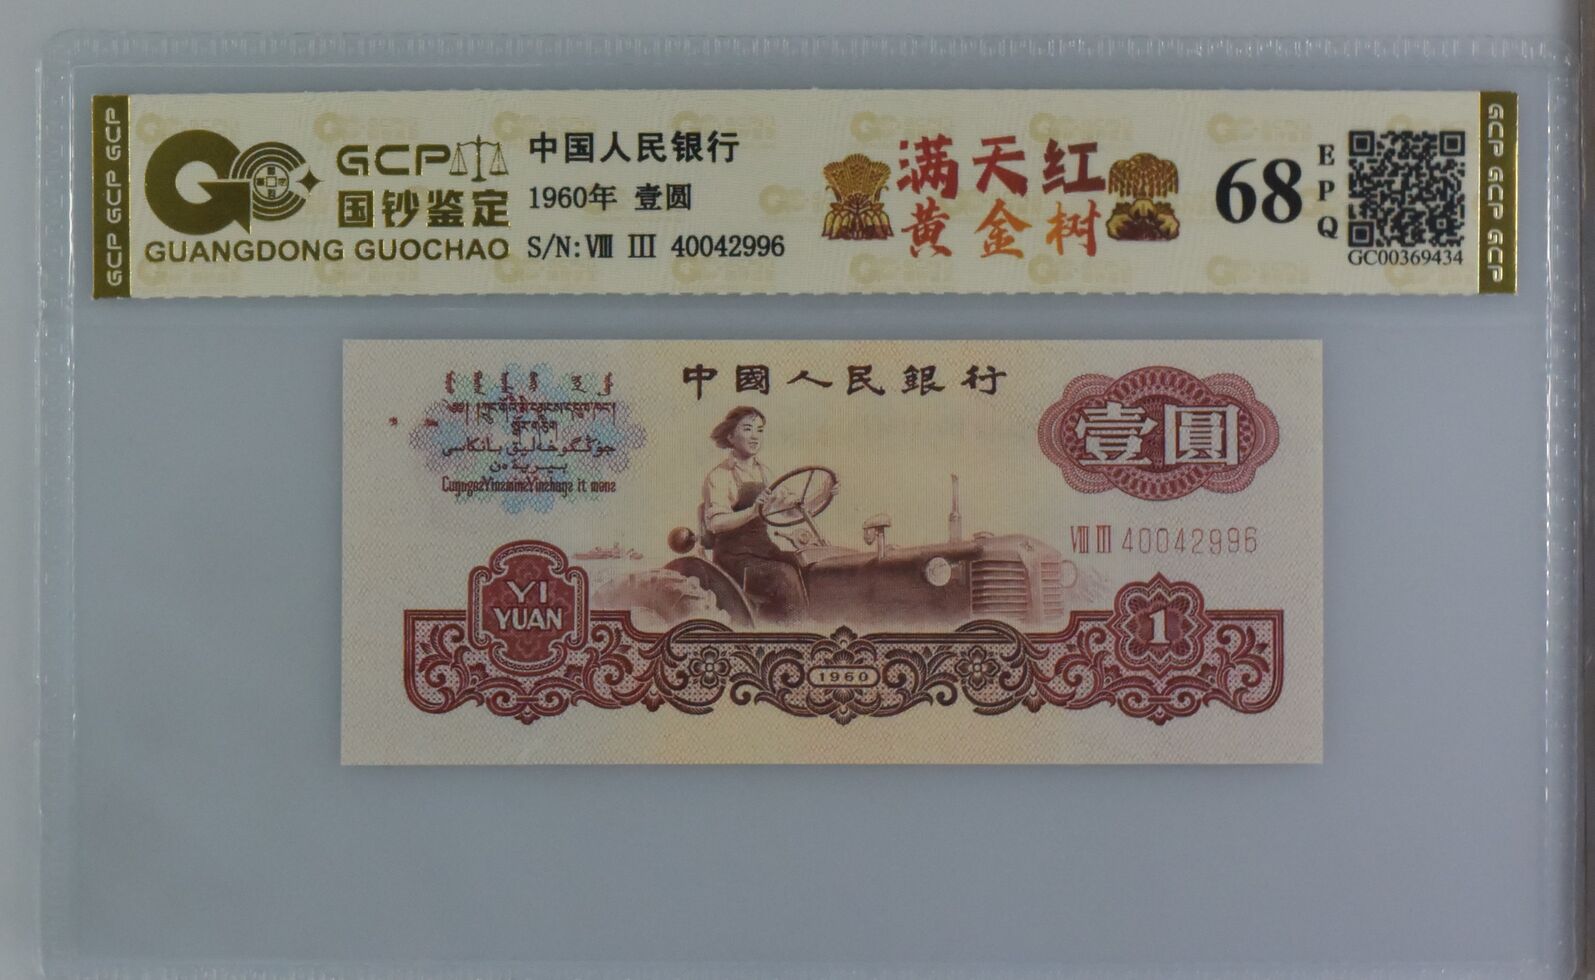 GCP GCP GCP
GCP
国钞鉴定
GUANGDONG GUOCHAO
中国人民银行
1960年 壹圆
S/N: Ⅷ Ⅲ 40042996
满天红
黄金树
68
EPQ
GC00369434
GCP GCP GCP
中國人民銀行
壹圓
Ⅷ Ⅲ 40042996
YI
YUAN
1960
1